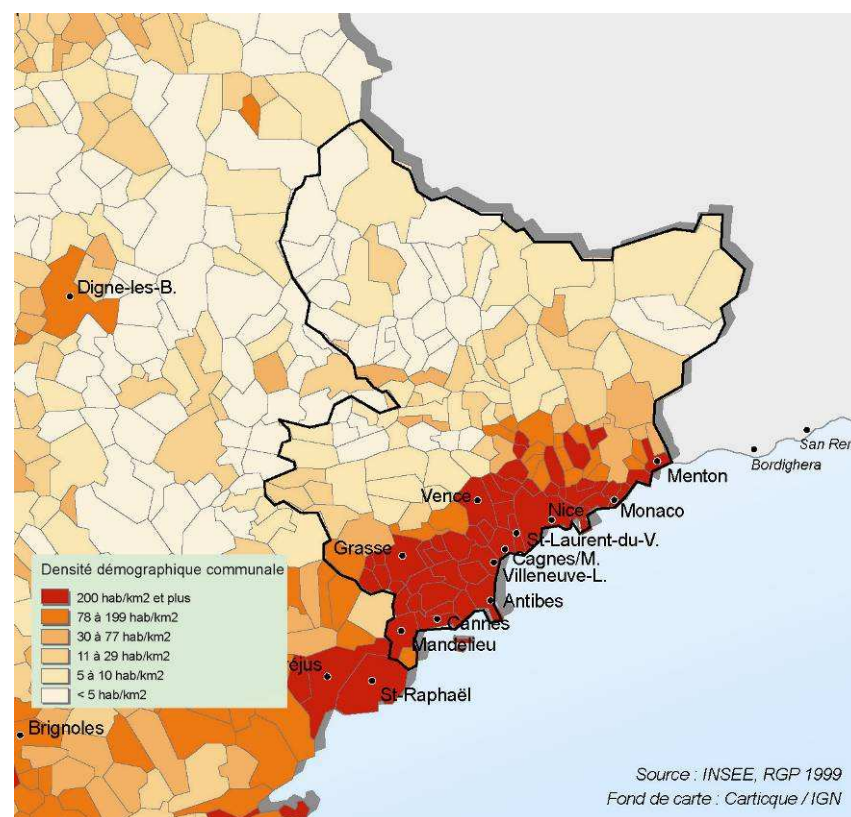 Digne-les-B.
San Rer
Bordighera
Menton
Vence
Nice
Monaco
St-Laurent-du-V.
Grasse
Cagnes/M.
Villeneuve-L.
Antibes
Cannes
Mandelieu
éjus
St-Raphaël
Brignoles
Densité démographique communale
200 hab/km2 et plus
78 à 199 hab/km2
30 à 77 hab/km2
11 à 29 hab/km2
5 à 10 hab/km2
< 5 hab/km2
Source : INSEE, RGP 1999
Fond de carte : Carticque / IGN